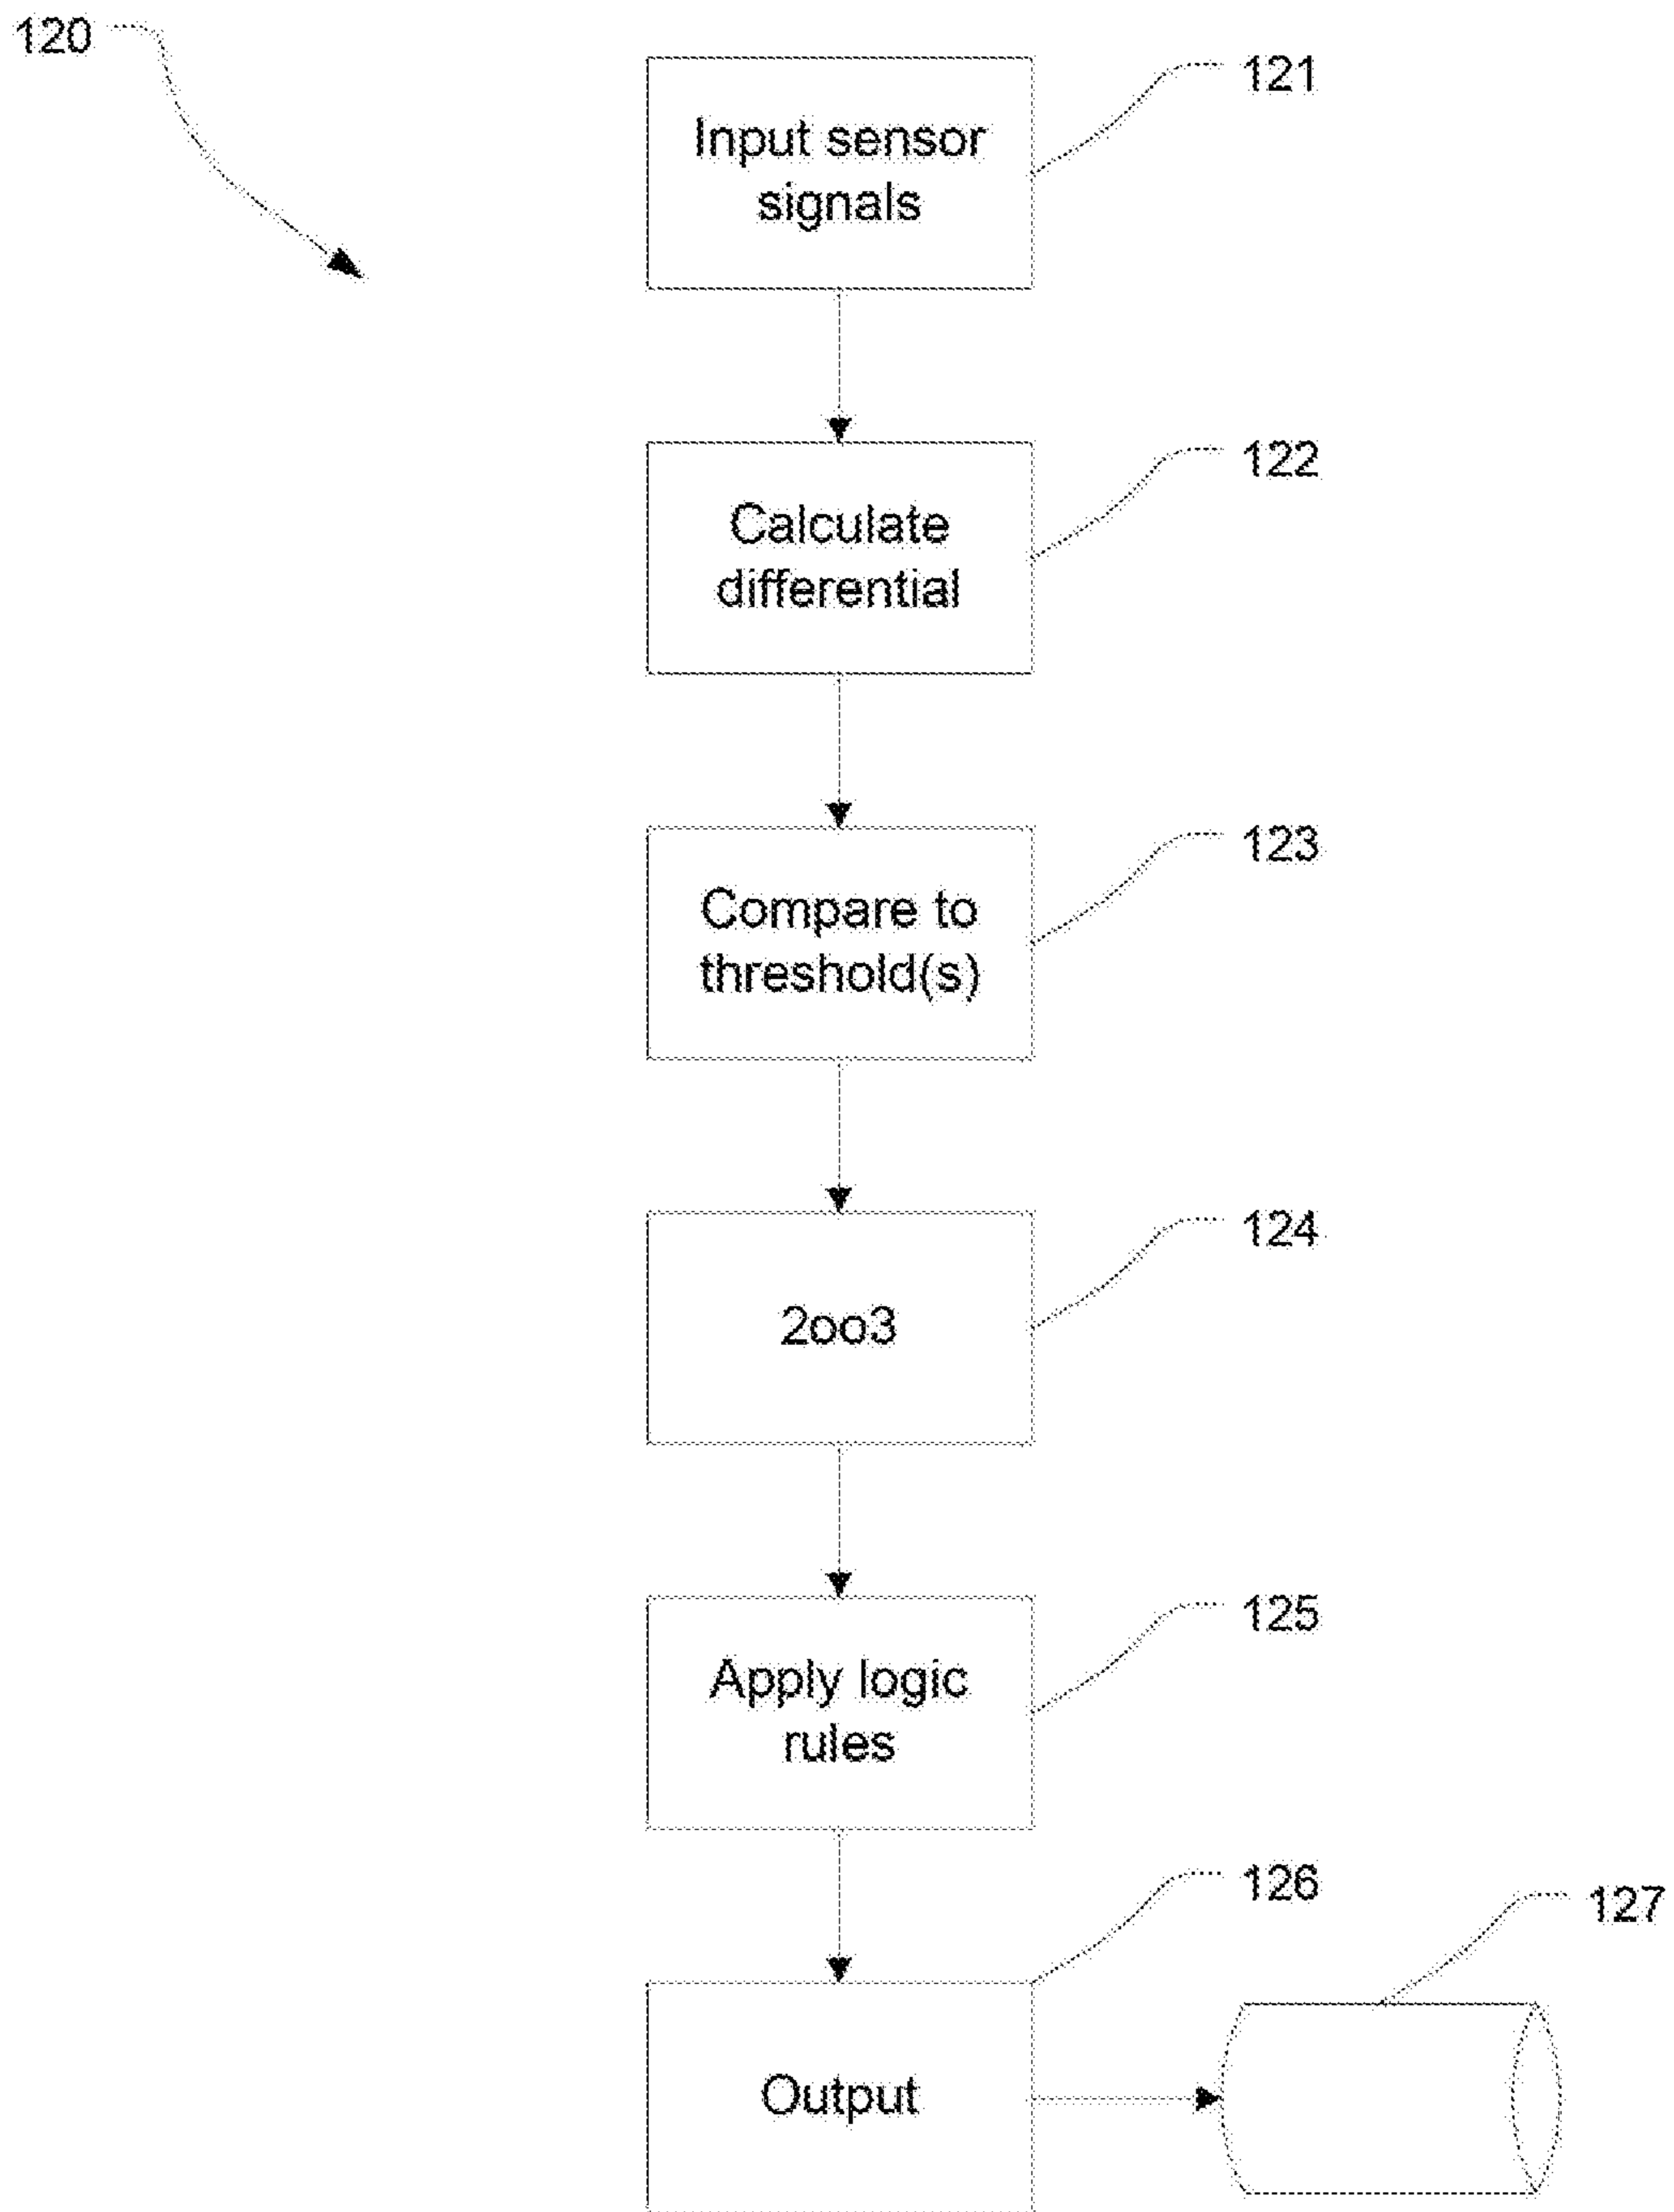 120
121
Input sensor
signals
122
Calculate
differential
123
Compare to
threshold(s)
124
2oo3
125
Apply logic
rules
126
127
Output